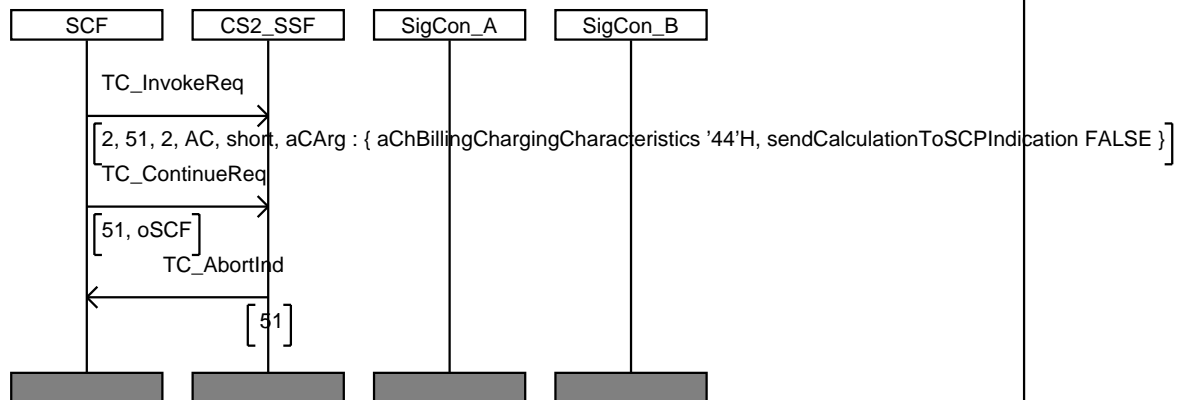 SCF CS2_SSF SigCon_A SigCon_B
TC_InvokeReq
2, 51, 2, AC, short, aCArg : { aChBillingChargingCharacteristics '44'H, sendCalculationToSCPIndication FALSE }
TC_ContinueReq
51, oSCF
TC_AbortInd
51